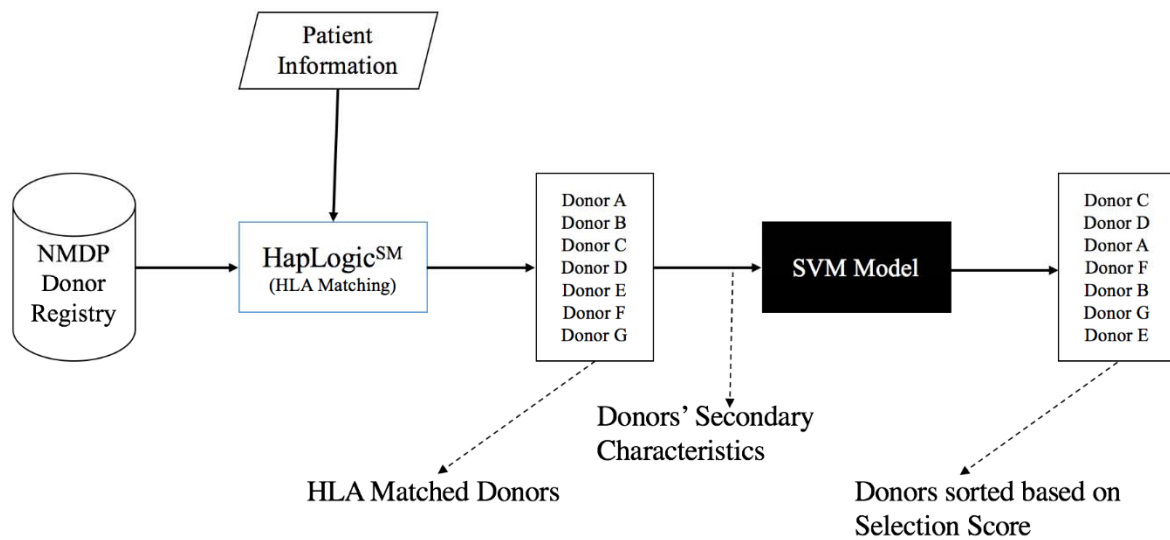 Patient
Information
NMDP
Donor
Registry
HapLogicSM
(HLA Matching)
Donor A
Donor B
Donor C
Donor D
Donor E
Donor F
Donor G
SVM Model
Donor C
Donor D
Donor A
Donor F
Donor B
Donor G
Donor E
Donors’ Secondary
Characteristics
HLA Matched Donors
Donors sorted based on
Selection Score